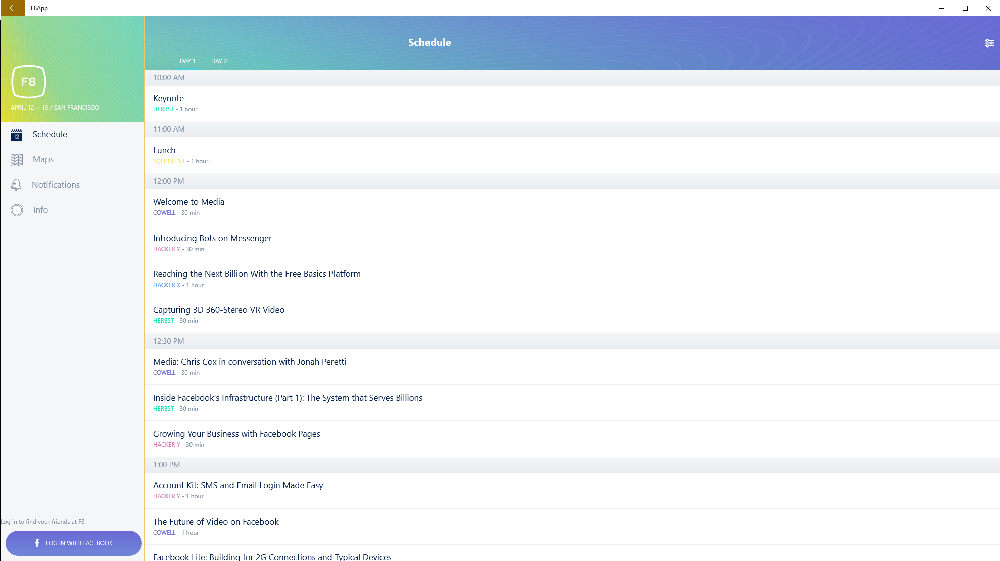 F8App
F8
APRIL 12 + 13 / SAN FRANCISCO
12
Schedule
Maps
Notifications
i
Info
Log in to find your friends at F8.
f LOG IN WITH FACEBOOK
Schedule
DAY 1 DAY 2
10:00 AM
Keynote
HERBST - 1 hour
11:00 AM
Lunch
FOOD TENT - 1 hour
12:00 PM
Welcome to Media
COWELL - 30 min
Introducing Bots on Messenger
HACKER Y - 30 min
Reaching the Next Billion With the Free Basics Platform
HACKER X - 1 hour
Capturing 3D 360-Stereo VR Video
HERBST - 30 min
12:30 PM
Media: Chris Cox in conversation with Jonah Peretti
COWELL - 30 min
Inside Facebook's Infrastructure (Part 1): The System that Serves Billions
HERBST - 30 min
Growing Your Business with Facebook Pages
HACKER Y - 30 min
1:00 PM
Account Kit: SMS and Email Login Made Easy
HACKER Y - 1 hour
The Future of Video on Facebook
COWELL - 1 hour
Facebook Lite: Building for 2G Connections and Typical Devices